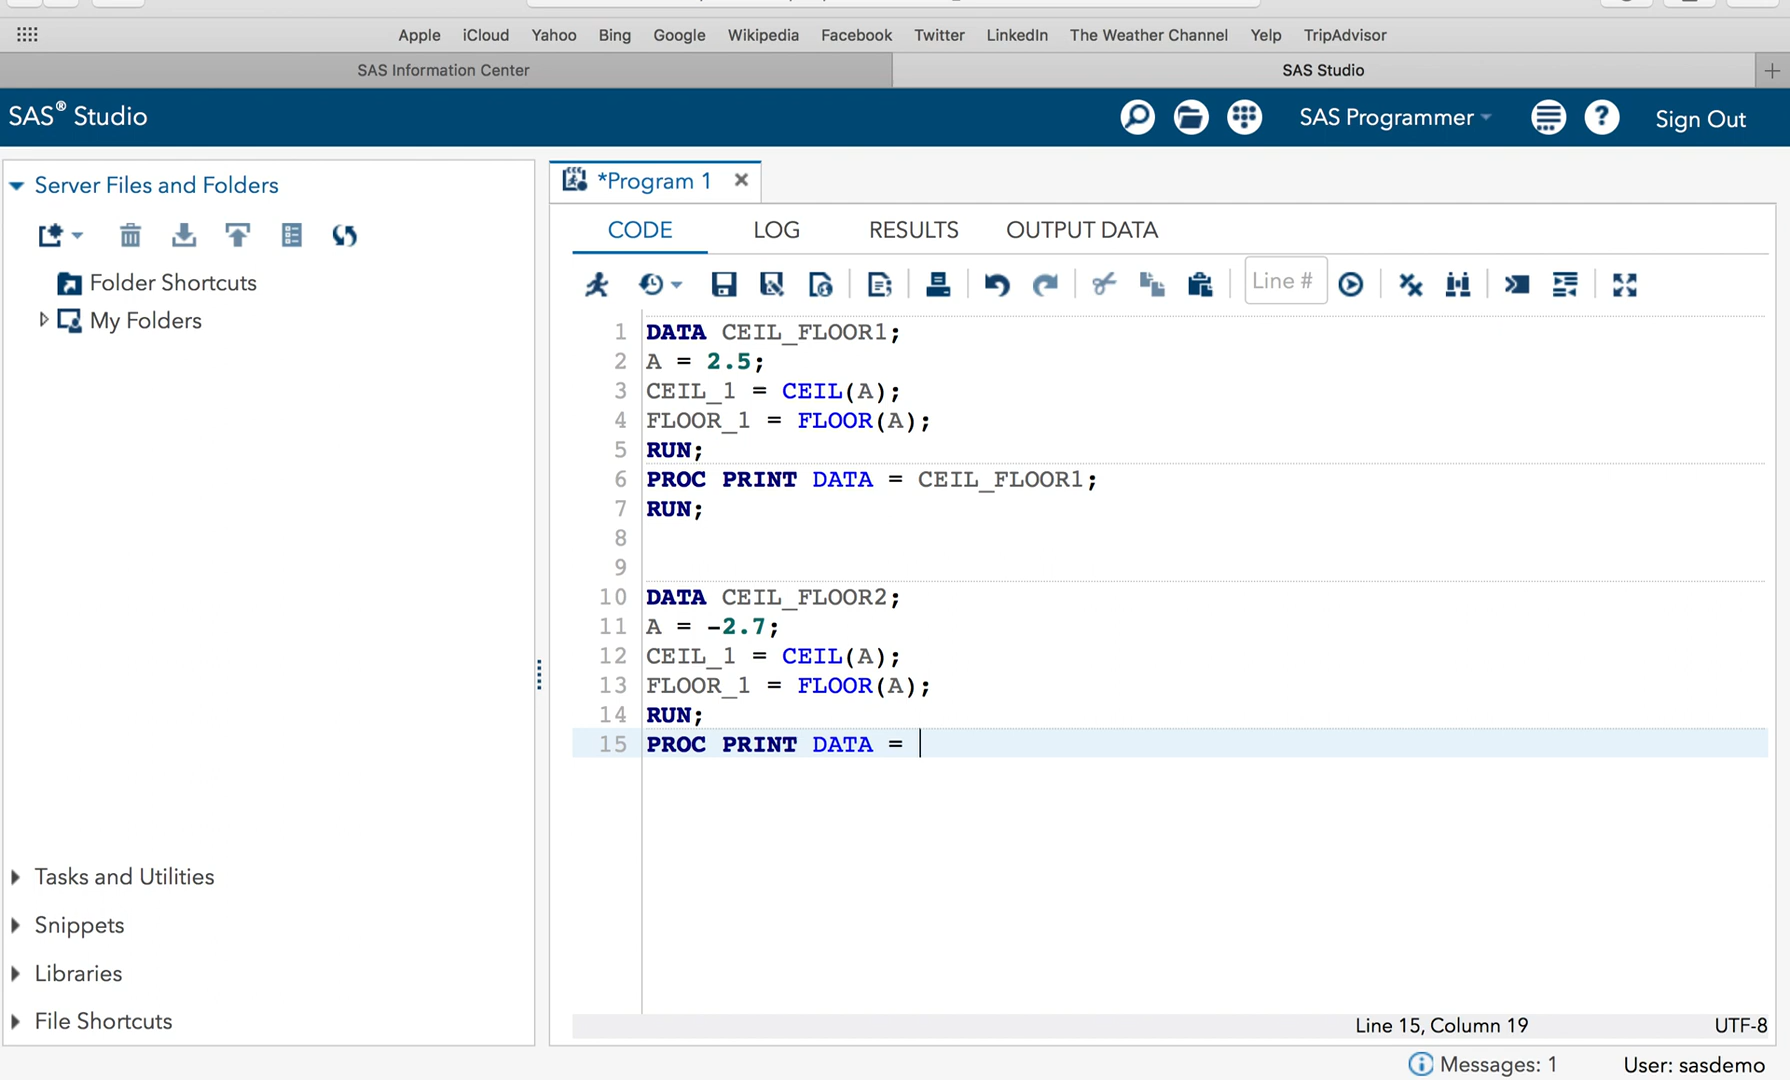 Apple iCloud Yahoo Bing Google Wikipedia Facebook Twitter LinkedIn The Weather Channel Yelp TripAdvisor
SAS Information Center
SAS Studio
SAS® Studio
SAS Programmer
Sign Out
Server Files and Folders
Folder Shortcuts
My Folders
Tasks and Utilities
Snippets
Libraries
File Shortcuts
*Program 1
CODE LOG RESULTS OUTPUT DATA
Line #
1 DATA CEIL_FLOOR1;
2 A = 2.5;
3 CEIL_1 = CEIL(A);
4 FLOOR_1 = FLOOR(A);
5 RUN;
6 PROC PRINT DATA = CEIL_FLOOR1;
7 RUN;
8
9
10 DATA CEIL_FLOOR2;
11 A = -2.7;
12 CEIL_1 = CEIL(A);
13 FLOOR_1 = FLOOR(A);
14 RUN;
15 PROC PRINT DATA =
Line 15, Column 19
UTF-8
Messages: 1
User: sasdemo